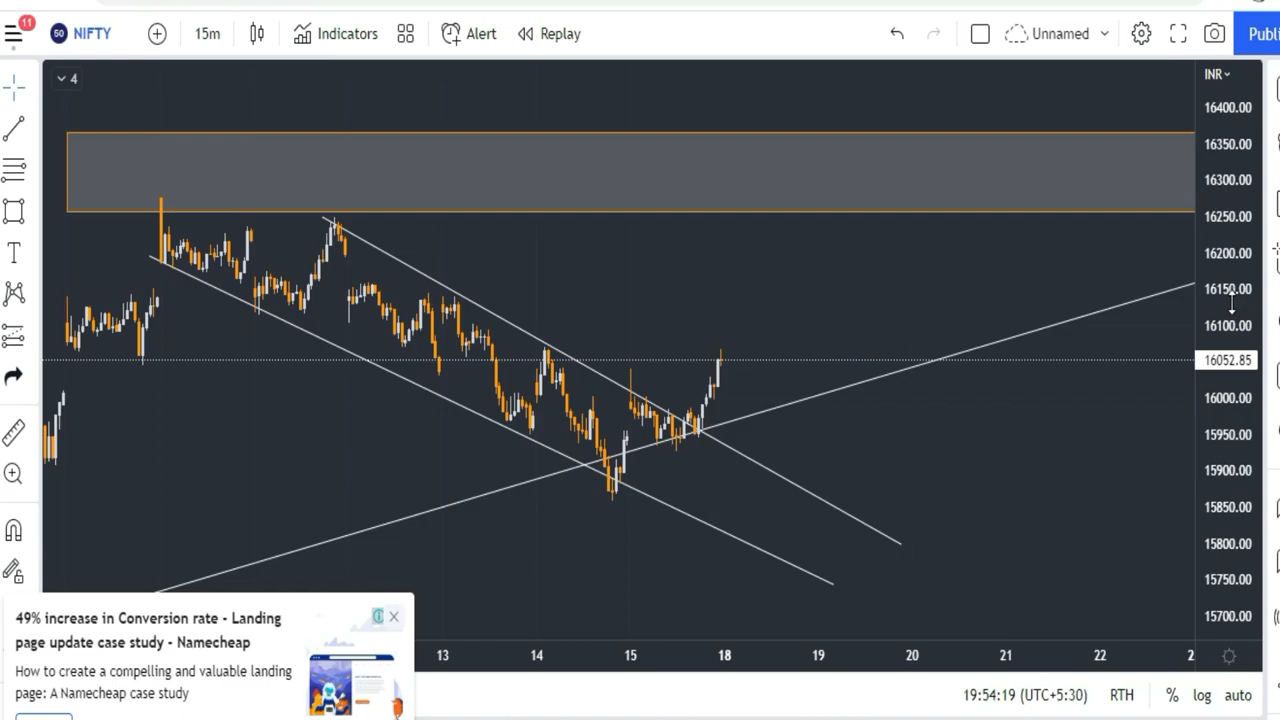 11
50 NIFTY 15m Indicators Alert Replay Unnamed Publi
4
INR
16400.00
16350.00
16300.00
16250.00
16200.00
16150.00
16100.00
16052.85
16000.00
15950.00
15900.00
15850.00
15800.00
15750.00
15700.00
13 14 15 18 19 20 21 22 2
49% increase in Conversion rate - Landing
page update case study - Namecheap
How to create a compelling and valuable landing
page: A Namecheap case study
19:54:19 (UTC+5:30) RTH % log auto